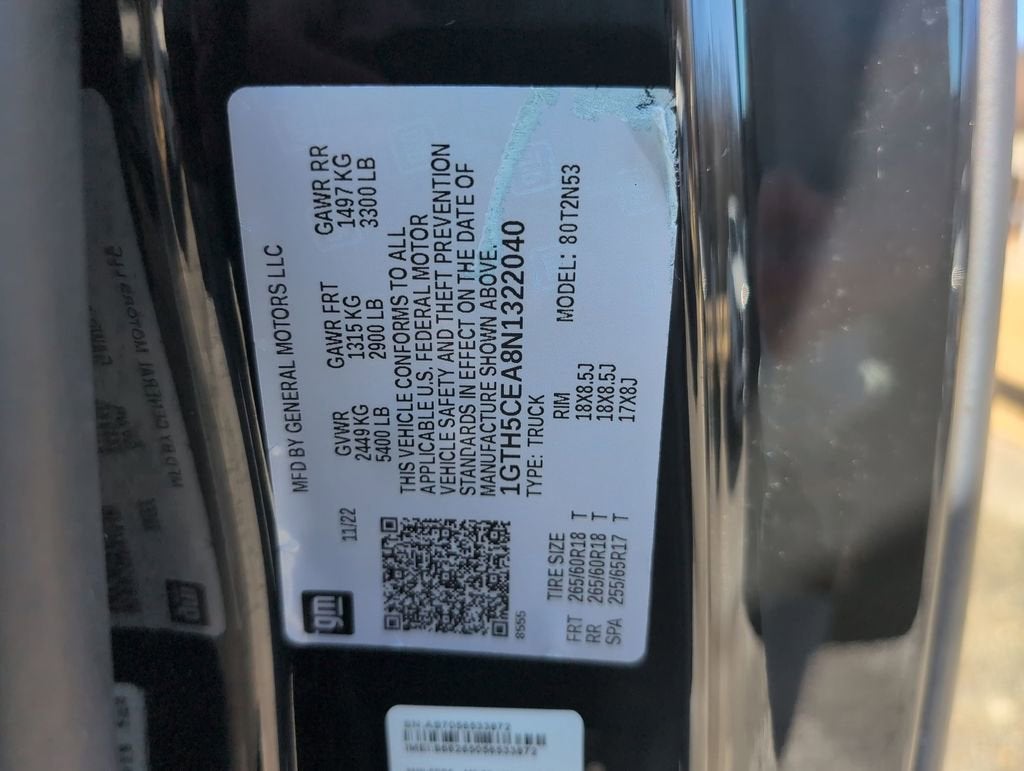 gm
MFD BY GENERAL MOTORS LLC
11/22
GVWR GAWR FRT GAWR RR
2449 KG 1315 KG 1497 KG
5400 LB 2900 LB 3300 LB
THIS VEHICLE CONFORMS TO ALL
APPLICABLE U.S. FEDERAL MOTOR
VEHICLE SAFETY AND THEFT PREVENTION
STANDARDS IN EFFECT ON THE DATE OF
MANUFACTURE SHOWN ABOVE.
1GTH5CEA8N1322040
8555
TYPE: TRUCK
TIRE SIZE RIM MODEL: 80T2N53
FRT 265/60R18 T 18X8.5J
RR 265/60R18 T 18X8.5J
SPA 255/65R17 T 17X8J